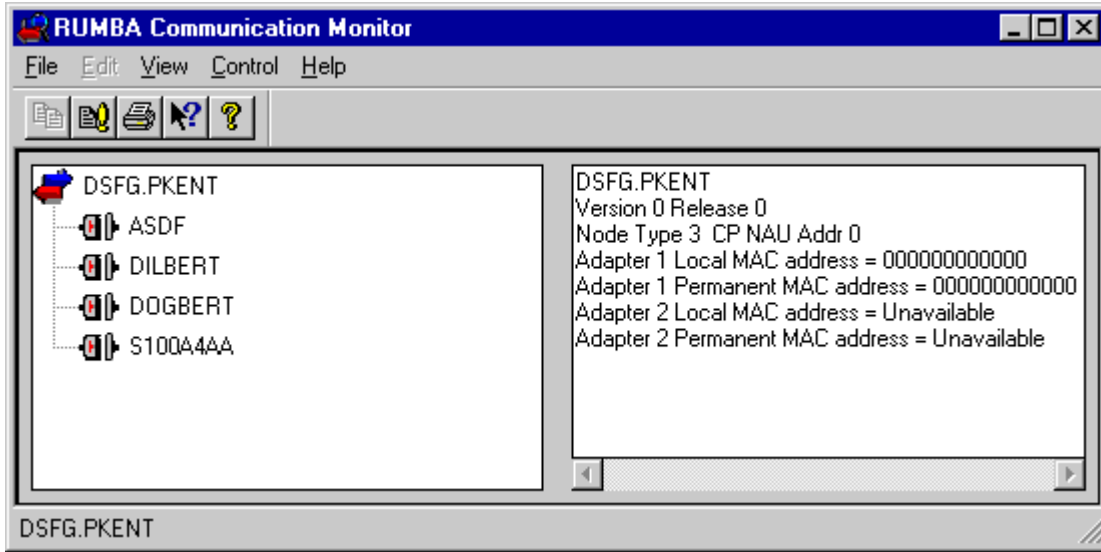 RUMBA Communication Monitor
File Edit View Control Help
DSFG.PKENT
ASDF
DILBERT
DOGBERT
S100A4AA
DSFG.PKENT
Version 0 Release 0
Node Type 3 CP NAU Addr 0
Adapter 1 Local MAC address = 000000000000
Adapter 1 Permanent MAC address = 000000000000
Adapter 2 Local MAC address = Unavailable
Adapter 2 Permanent MAC address = Unavailable
DSFG.PKENT